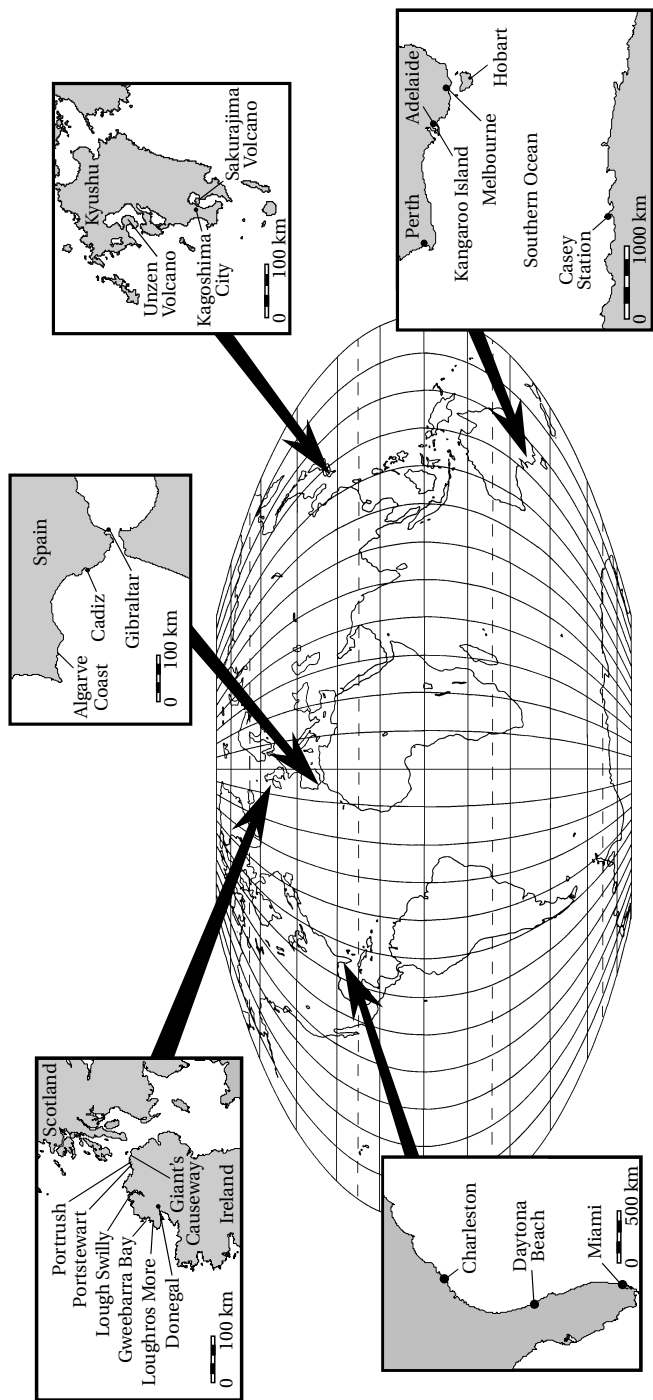 Portrush
Portstewart
Lough Swilly
Gweebarra Bay
Loughros More
Donegal
Scotland
Giant's
Causeway
Ireland
0 100 km
Algarve
Coast
Spain
Cadiz
Gibraltar
0 100 km
Kyushu
Unzen
Volcano
Kagoshima
City
Sakurajima
Volcano
0 100 km
Charleston
Daytona
Beach
Miami
0 500 km
Perth
Adelaide
Kangaroo Island
Melbourne
Hobart
Southern Ocean
Casey
Station
0 1000 km